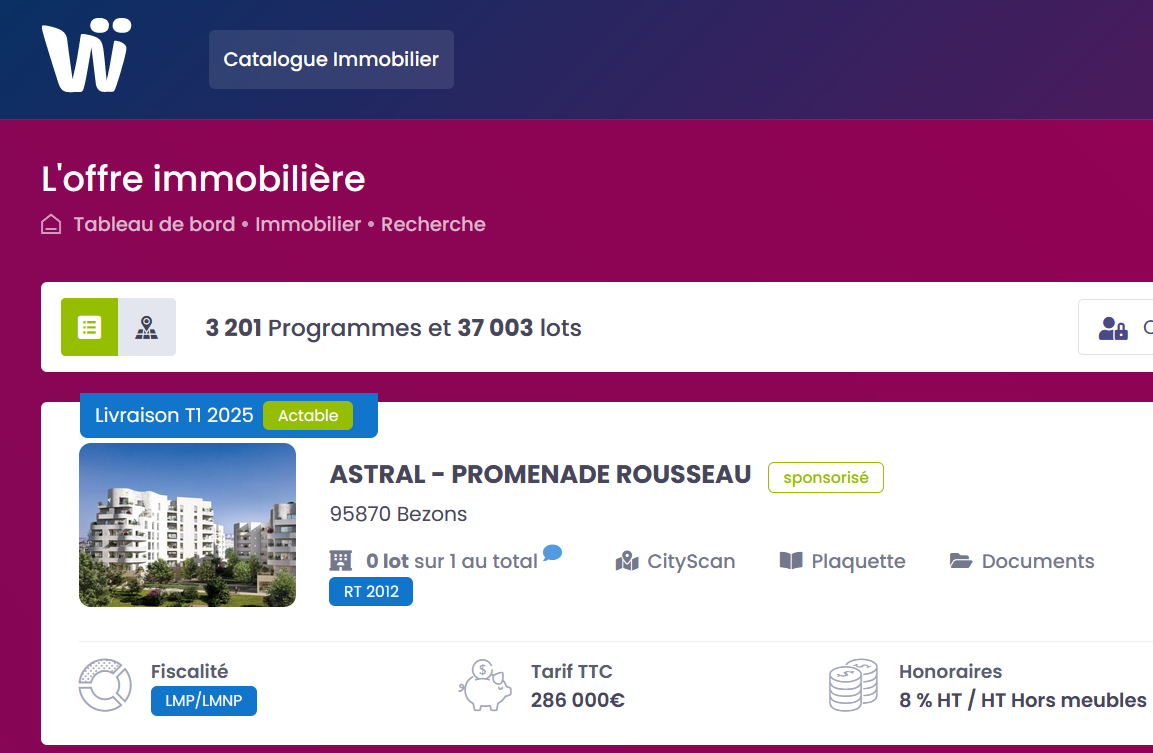 Wï
Catalogue Immobilier
L'offre immobilière
Tableau de bord • Immobilier • Recherche
3 201 Programmes et 37 003 lots
Livraison T1 2025 Actable
ASTRAL - PROMENADE ROUSSEAU sponsorisé
95870 Bezons
0 lot sur 1 au total CityScan Plaquette Documents
RT 2012
Fiscalité Tarif TTC Honoraires
LMP/LMNP 286 000€ 8 % HT / HT Hors meubles